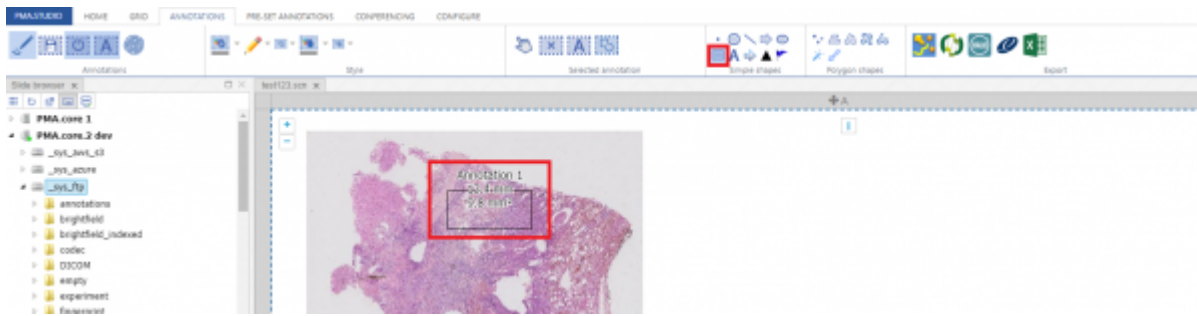 PMA.STUDIO HOME GRID ANNOTATIONS PRE-SET ANNOTATIONS CONFERENCING CONFIGURE
Annotations Style Selected annotation Simple shapes Polygon shapes Export
Slide browser test123.scn
A
PMA.core 1
PMA.core.2 dev
_sys_aws_s3
_sys_azure
_sys_ftp
annotations
brightfield
brightfield_indexed
codec
DICOM
empty
experiment
fingerprint
Annotation 1